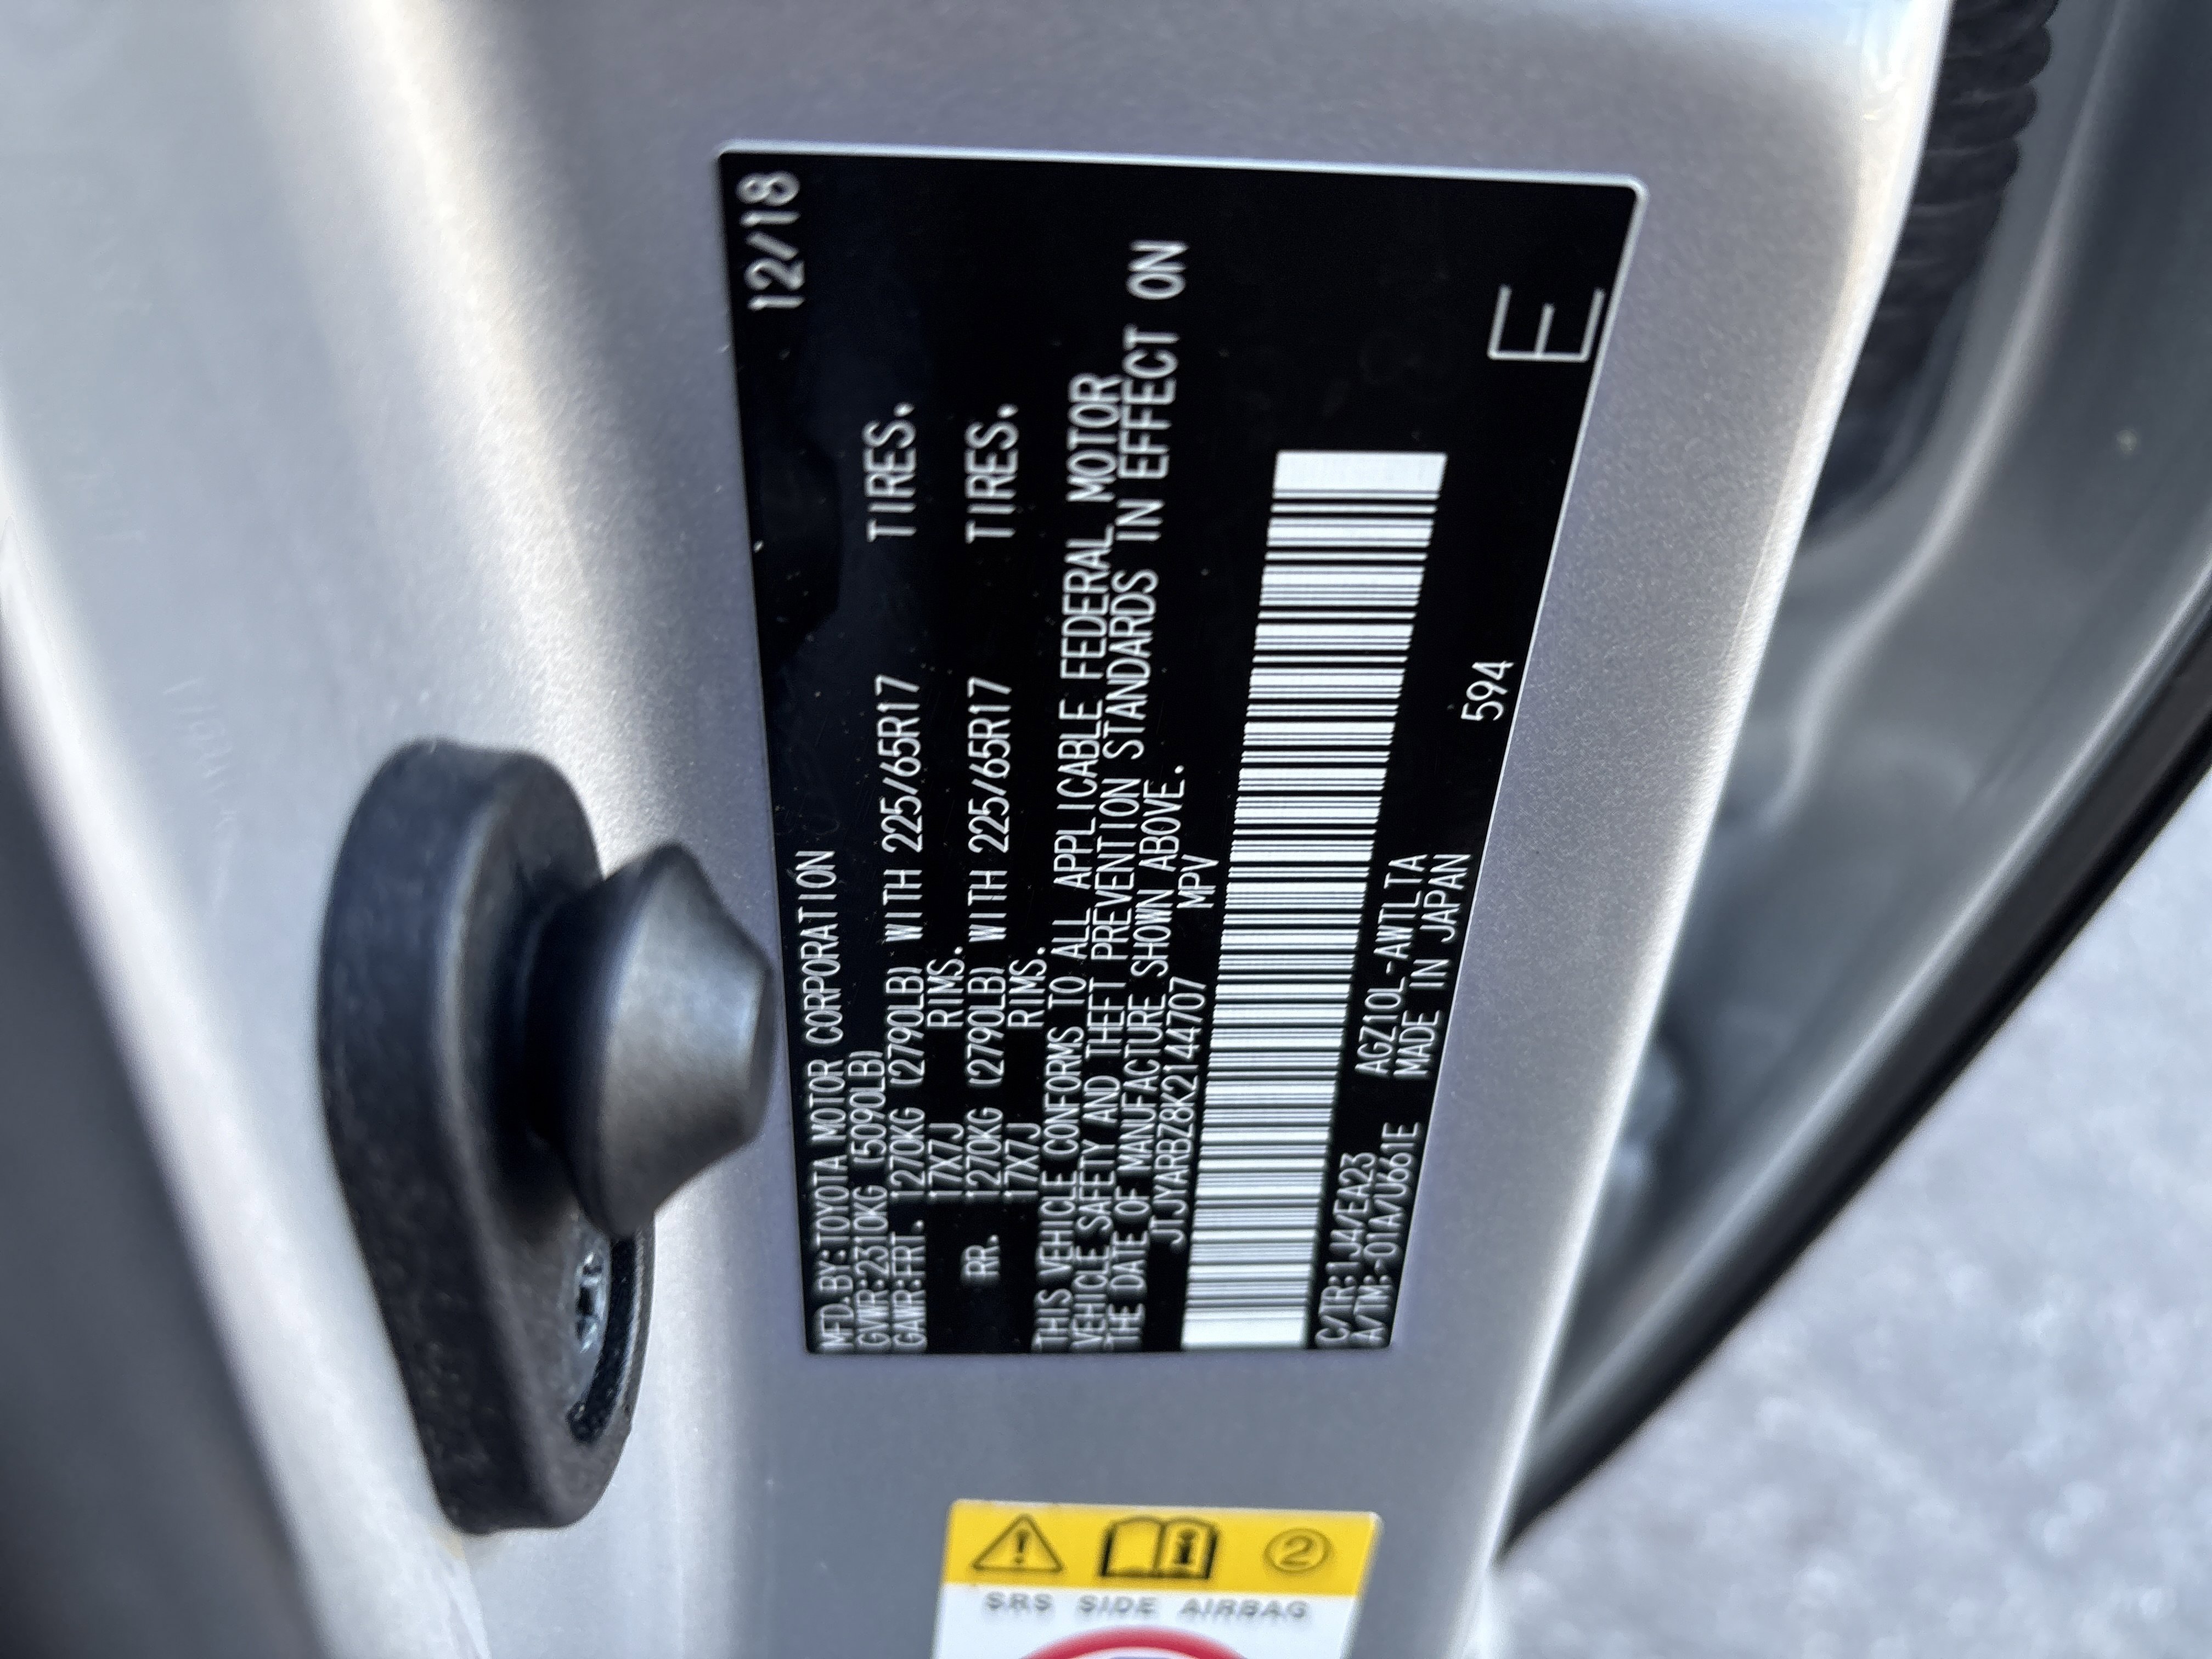 12/18
MFD.BY:TOYOTA MOTOR CORPORATION
GVWR:2310KG (5090LB)
GAWR:FRT. 1270KG (2790LB) WITH 225/65R17 TIRES.
17X7J RIMS.
RR. 1270KG (2790LB) WITH 225/65R17 TIRES.
17X7J RIMS.
THIS VEHICLE CONFORMS TO ALL APPLICABLE FEDERAL MOTOR
VEHICLE SAFETY AND THEFT PREVENTION STANDARDS IN EFFECT ON
THE DATE OF MANUFACTURE SHOWN ABOVE.
JTJYARBZ8K2144707 MPV
C/TR:1J4/EA23 AGZ10L-AWTLTA
A/TM:-01A/U661E MADE IN JAPAN 594
E
2
SRS SIDE AIRBAG